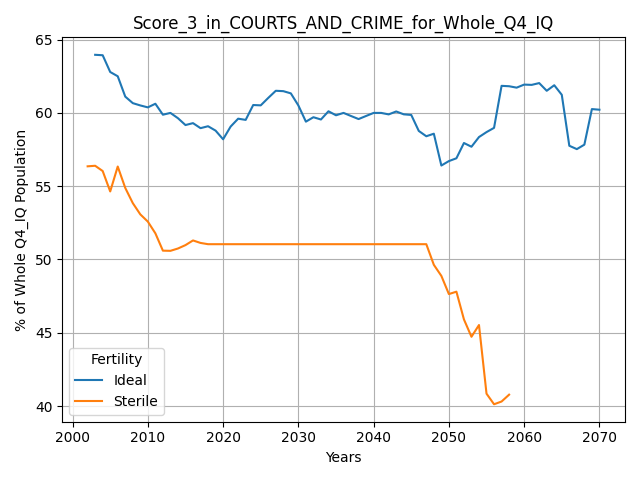 Score_3_in_COURTS_AND_CRIME_for_Whole_Q4_IQ
65
60
55
50
45
40
% of Whole Q4_IQ Population
Fertility
Ideal
Sterile
2000 2010 2020 2030 2040 2050 2060 2070
Years